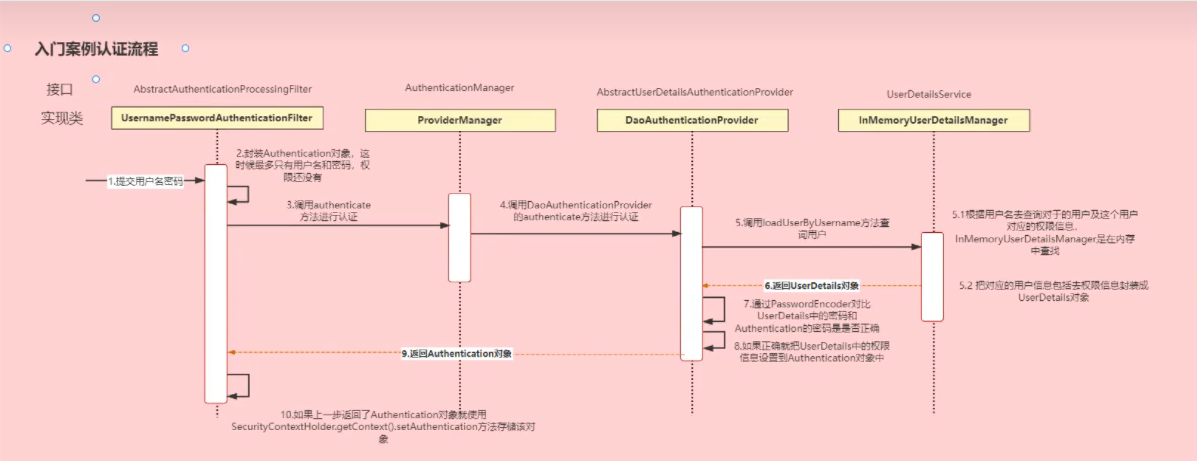 入门案例认证流程
接口
AbstractAuthenticationProcessingFilter
AuthenticationManager
AbstractUserDetailsAuthenticationProvider
UserDetailsService
实现类
UsernamePasswordAuthenticationFilter
ProviderManager
DaoAuthenticationProvider
InMemoryUserDetailsManager
1.提交用户名密码
2.封装Authentication对象，这
时候最多只有用户名和密码，权
限还没有
3.调用authenticate
方法进行认证
4.调用DaoAuthenticationProvider
的authenticate方法进行认证
5.调用loadUserByUsername方法查
询用户
5.1根据用户名去查询对于的用户及这个用户
对应的权限信息，
InMemoryUserDetailsManager是在内存
中查找
5.2 把对应的用户信息包括去权限信息封装成
UserDetails对象
6.返回UserDetails对象
7.通过PasswordEncoder对比
UserDetails中的密码和
Authentication的密码是是否正确
8.如果正确就把UserDetails中的权限
信息设置到Authentication对象中
9.返回Authentication对象
10.如果上一步返回了Authentication对象就使用
SecurityContextHolder.getContext().setAuthentication方法存储该对
象